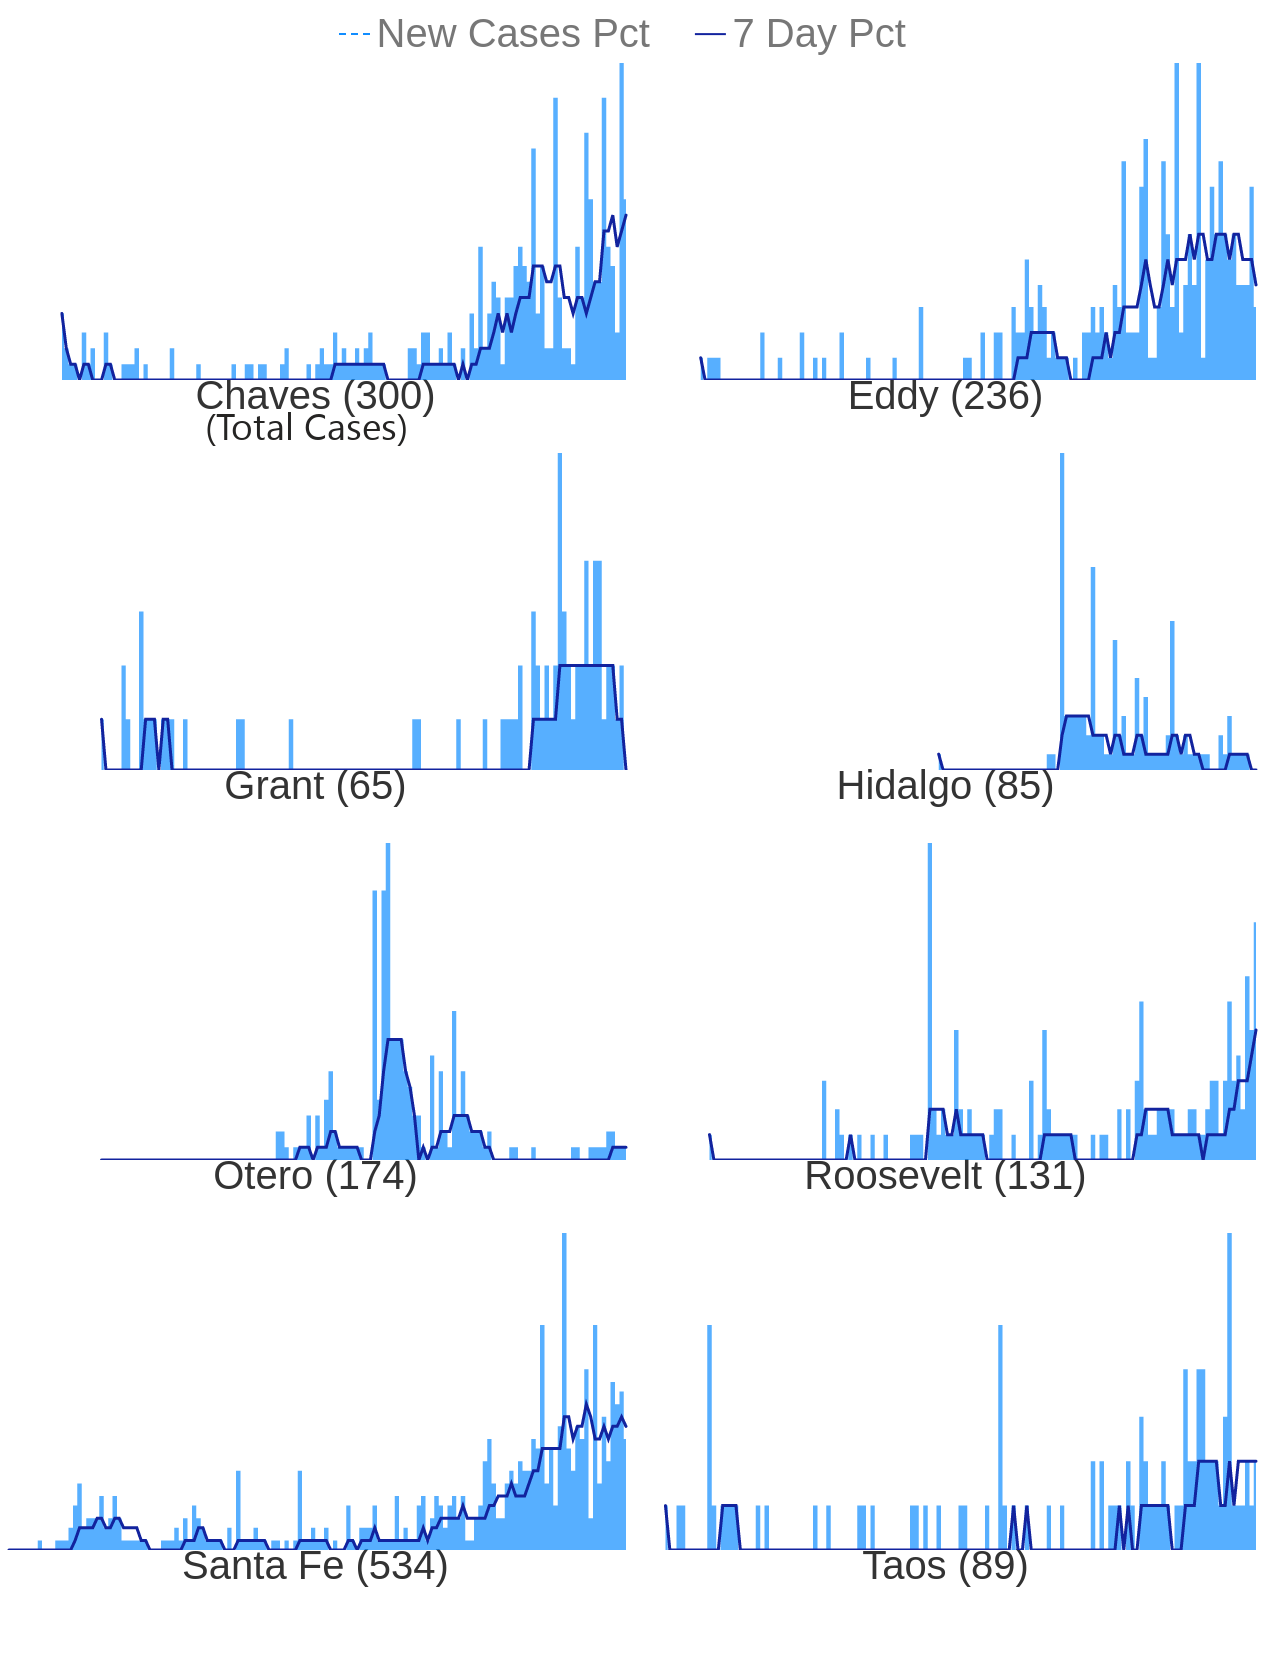 New Cases Pct 7 Day Pct
Chaves (300) Eddy (236)
(Total Cases)
Grant (65) Hidalgo (85)
Otero (174) Roosevelt (131)
Santa Fe (534) Taos (89)